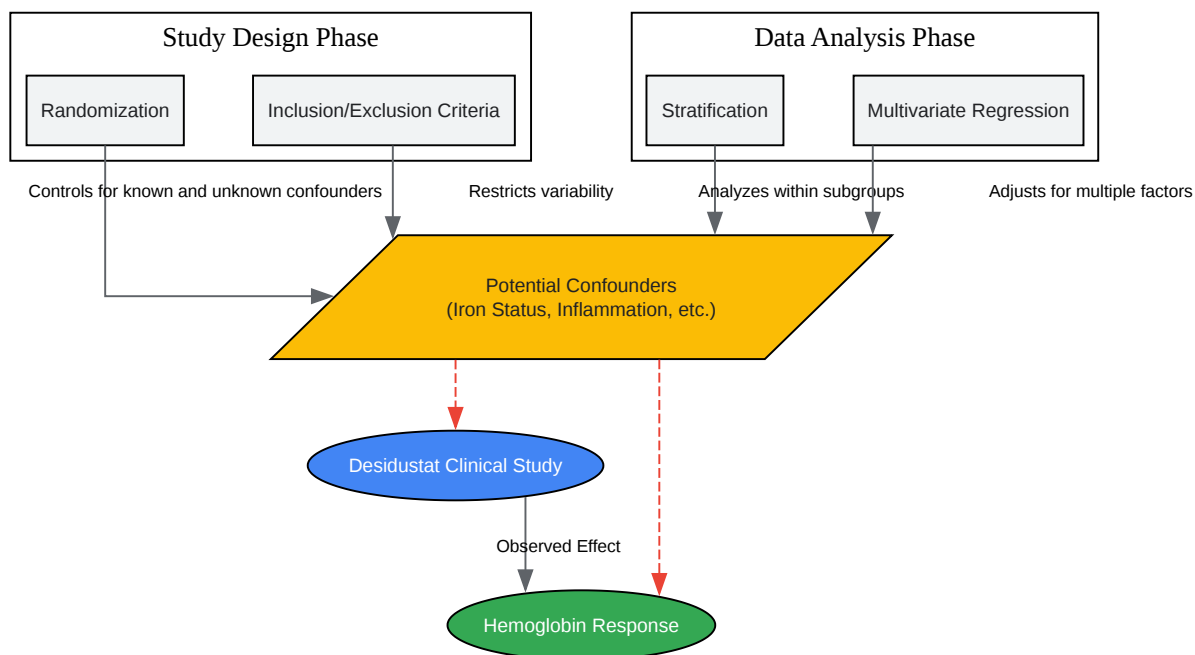 Study Design Phase
Data Analysis Phase
Randomization
Inclusion/Exclusion Criteria
Stratification
Multivariate Regression
Controls for known and unknown confounders
Restricts variability
Analyzes within subgroups
Adjusts for multiple factors
Potential Confounders
(Iron Status, Inflammation, etc.)
Desidustat Clinical Study
Observed Effect
Hemoglobin Response